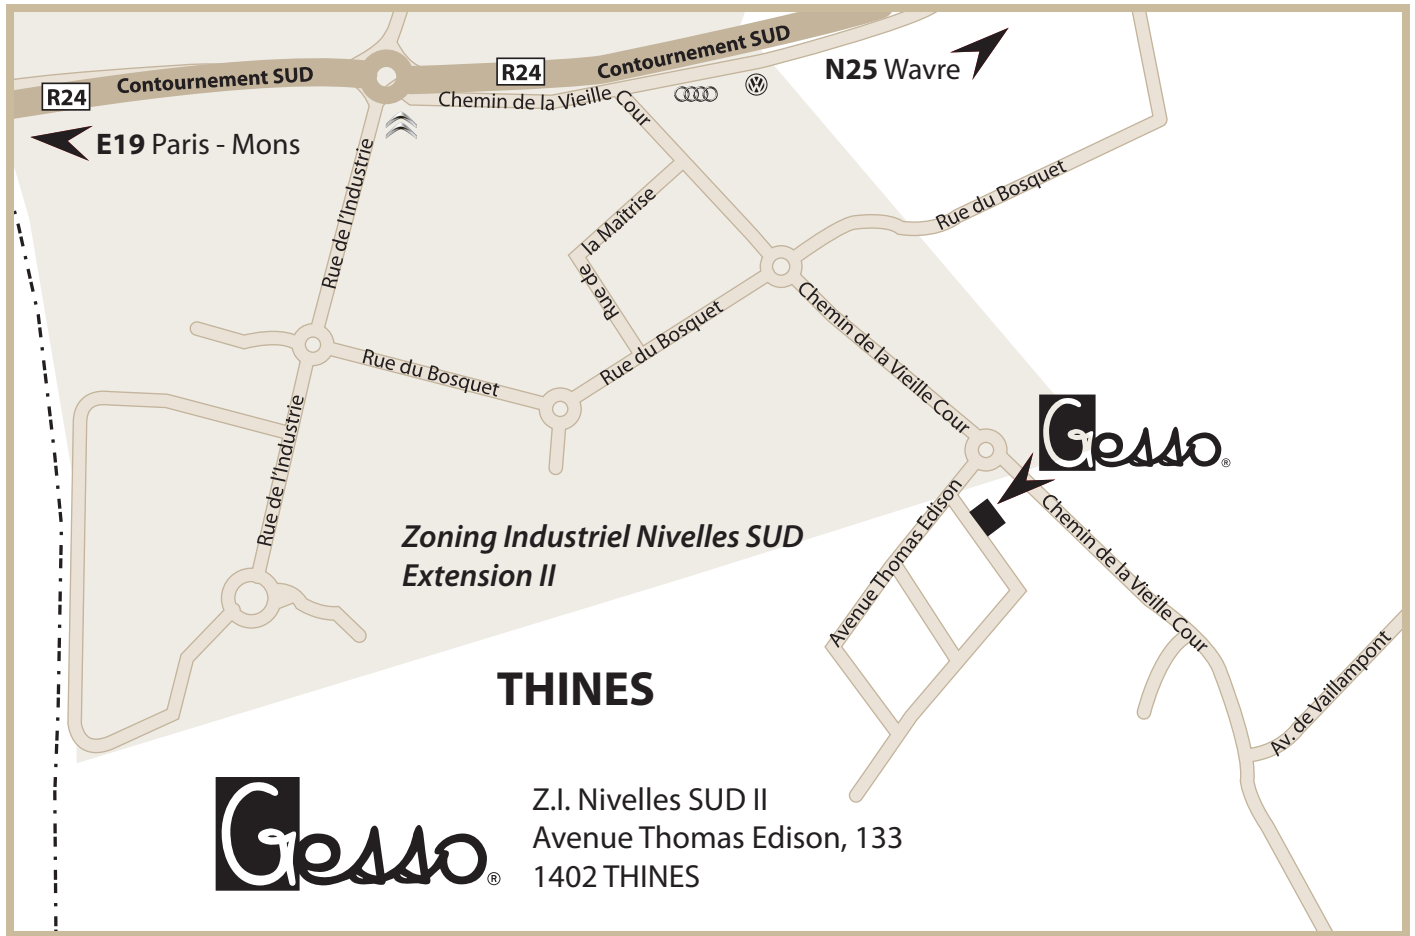 Contournement SUD
R24
Contournement SUD
R24
N25 Wavre
Chemin de la Vieille Cour
E19 Paris - Mons
Rue de l'Industrie
Rue de la Maîtrise
Rue du Bosquet
Rue du Bosquet
Rue du Bosquet
Chemin de la Vieille Cour
Rue de l'Industrie
Gesso®
Avenue Thomas Edison
Chemin de la Vieille Cour
Zoning Industriel Nivelles SUD
Extension II
Av. de Vaillampont
THINES
Gesso®
Z.I. Nivelles SUD II
Avenue Thomas Edison, 133
1402 THINES